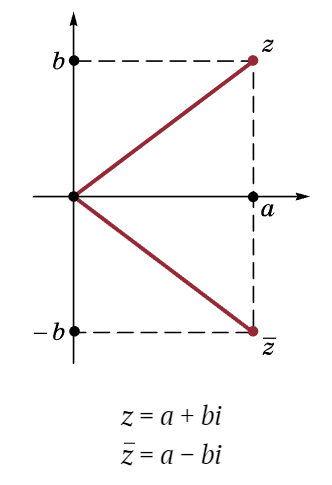 b
z
a
−b
z̄
z = a + bi
z̄ = a − bi